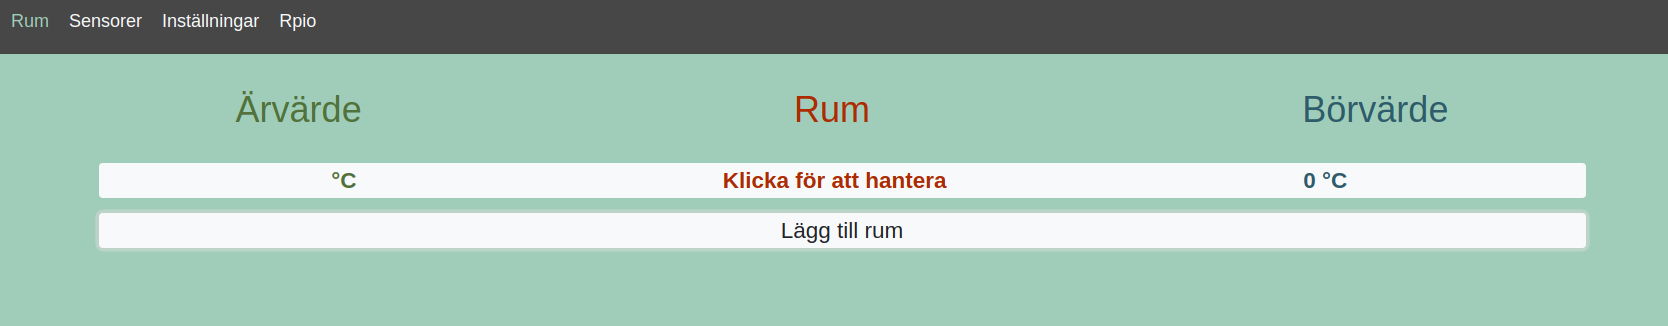 Rum Sensorer Inställningar Rpio
Ärvärde Rum Börvärde
°C Klicka för att hantera 0 °C
Lägg till rum